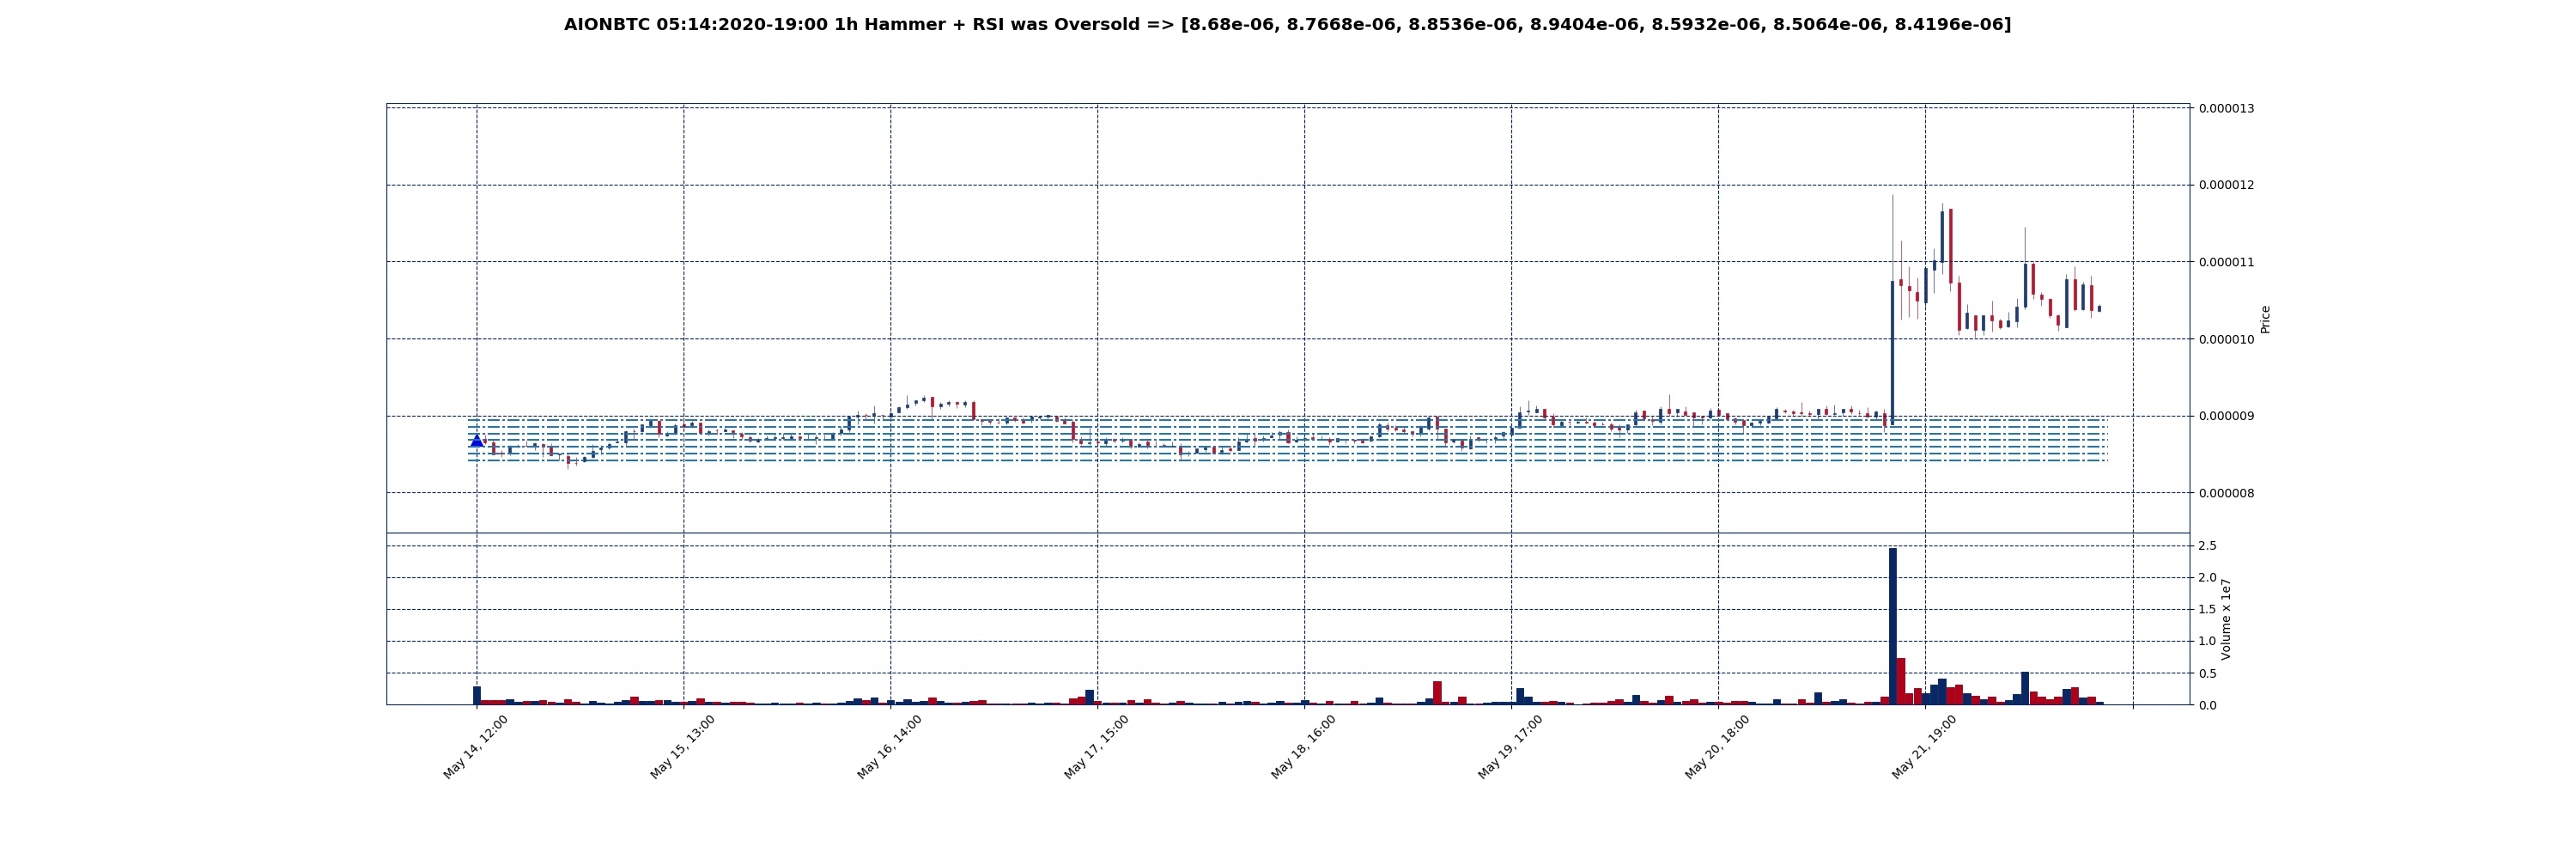 AIONBTC 05:14:2020-19:00 1h Hammer + RSI was Oversold => [8.68e-06, 8.7668e-06, 8.8536e-06, 8.9404e-06, 8.5932e-06, 8.5064e-06, 8.4196e-06]
0.000013
0.000012
0.000011
0.000010
0.000009
0.000008
Price
2.5
2.0
1.5
1.0
0.5
0.0
Volume x 1e7
May 14, 12:00
May 15, 13:00
May 16, 14:00
May 17, 15:00
May 18, 16:00
May 19, 17:00
May 20, 18:00
May 21, 19:00